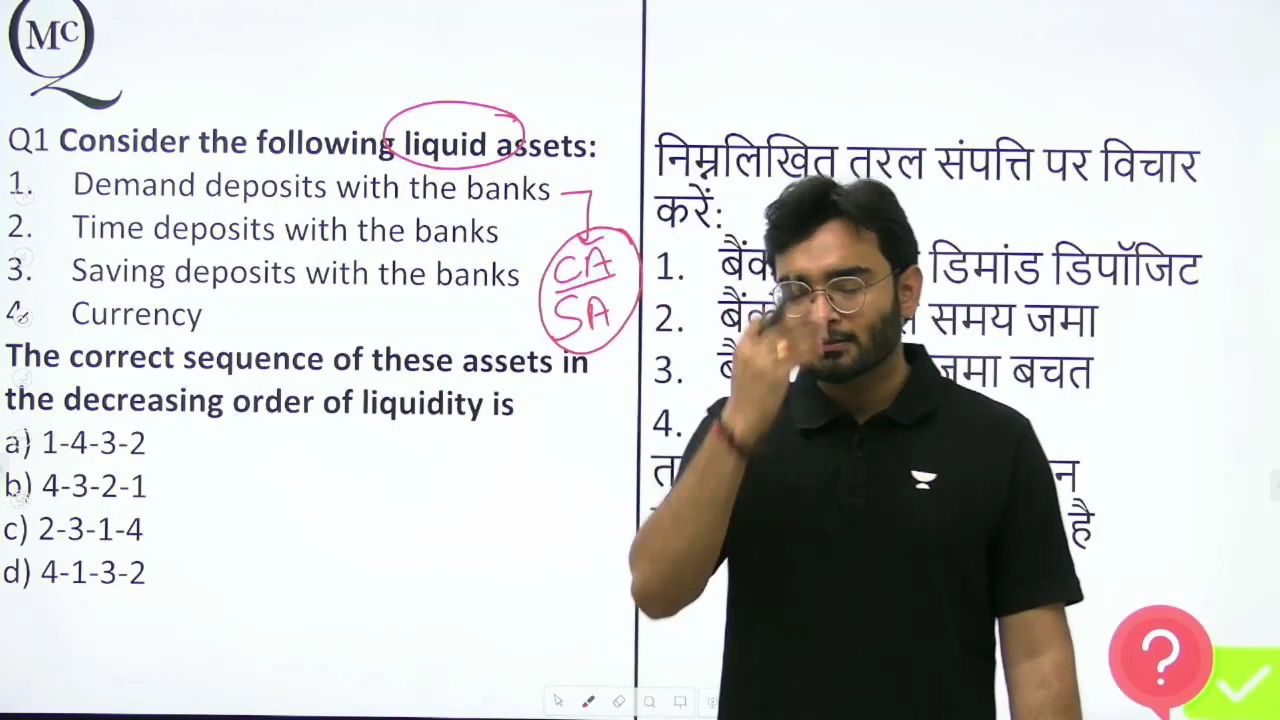 MC
Q
Q1 Consider the following liquid assets:
1. Demand deposits with the banks
2. Time deposits with the banks
3. Saving deposits with the banks
4. Currency
CA
SA
The correct sequence of these assets in
the decreasing order of liquidity is
a) 1-4-3-2
b) 4-3-2-1
c) 2-3-1-4
d) 4-1-3-2
निम्नलिखित तरल संपत्ति पर विचार
करें:
1. डिमांड डिपॉजिट
2. समय जमा
3. जमा बचत
4.
है
?